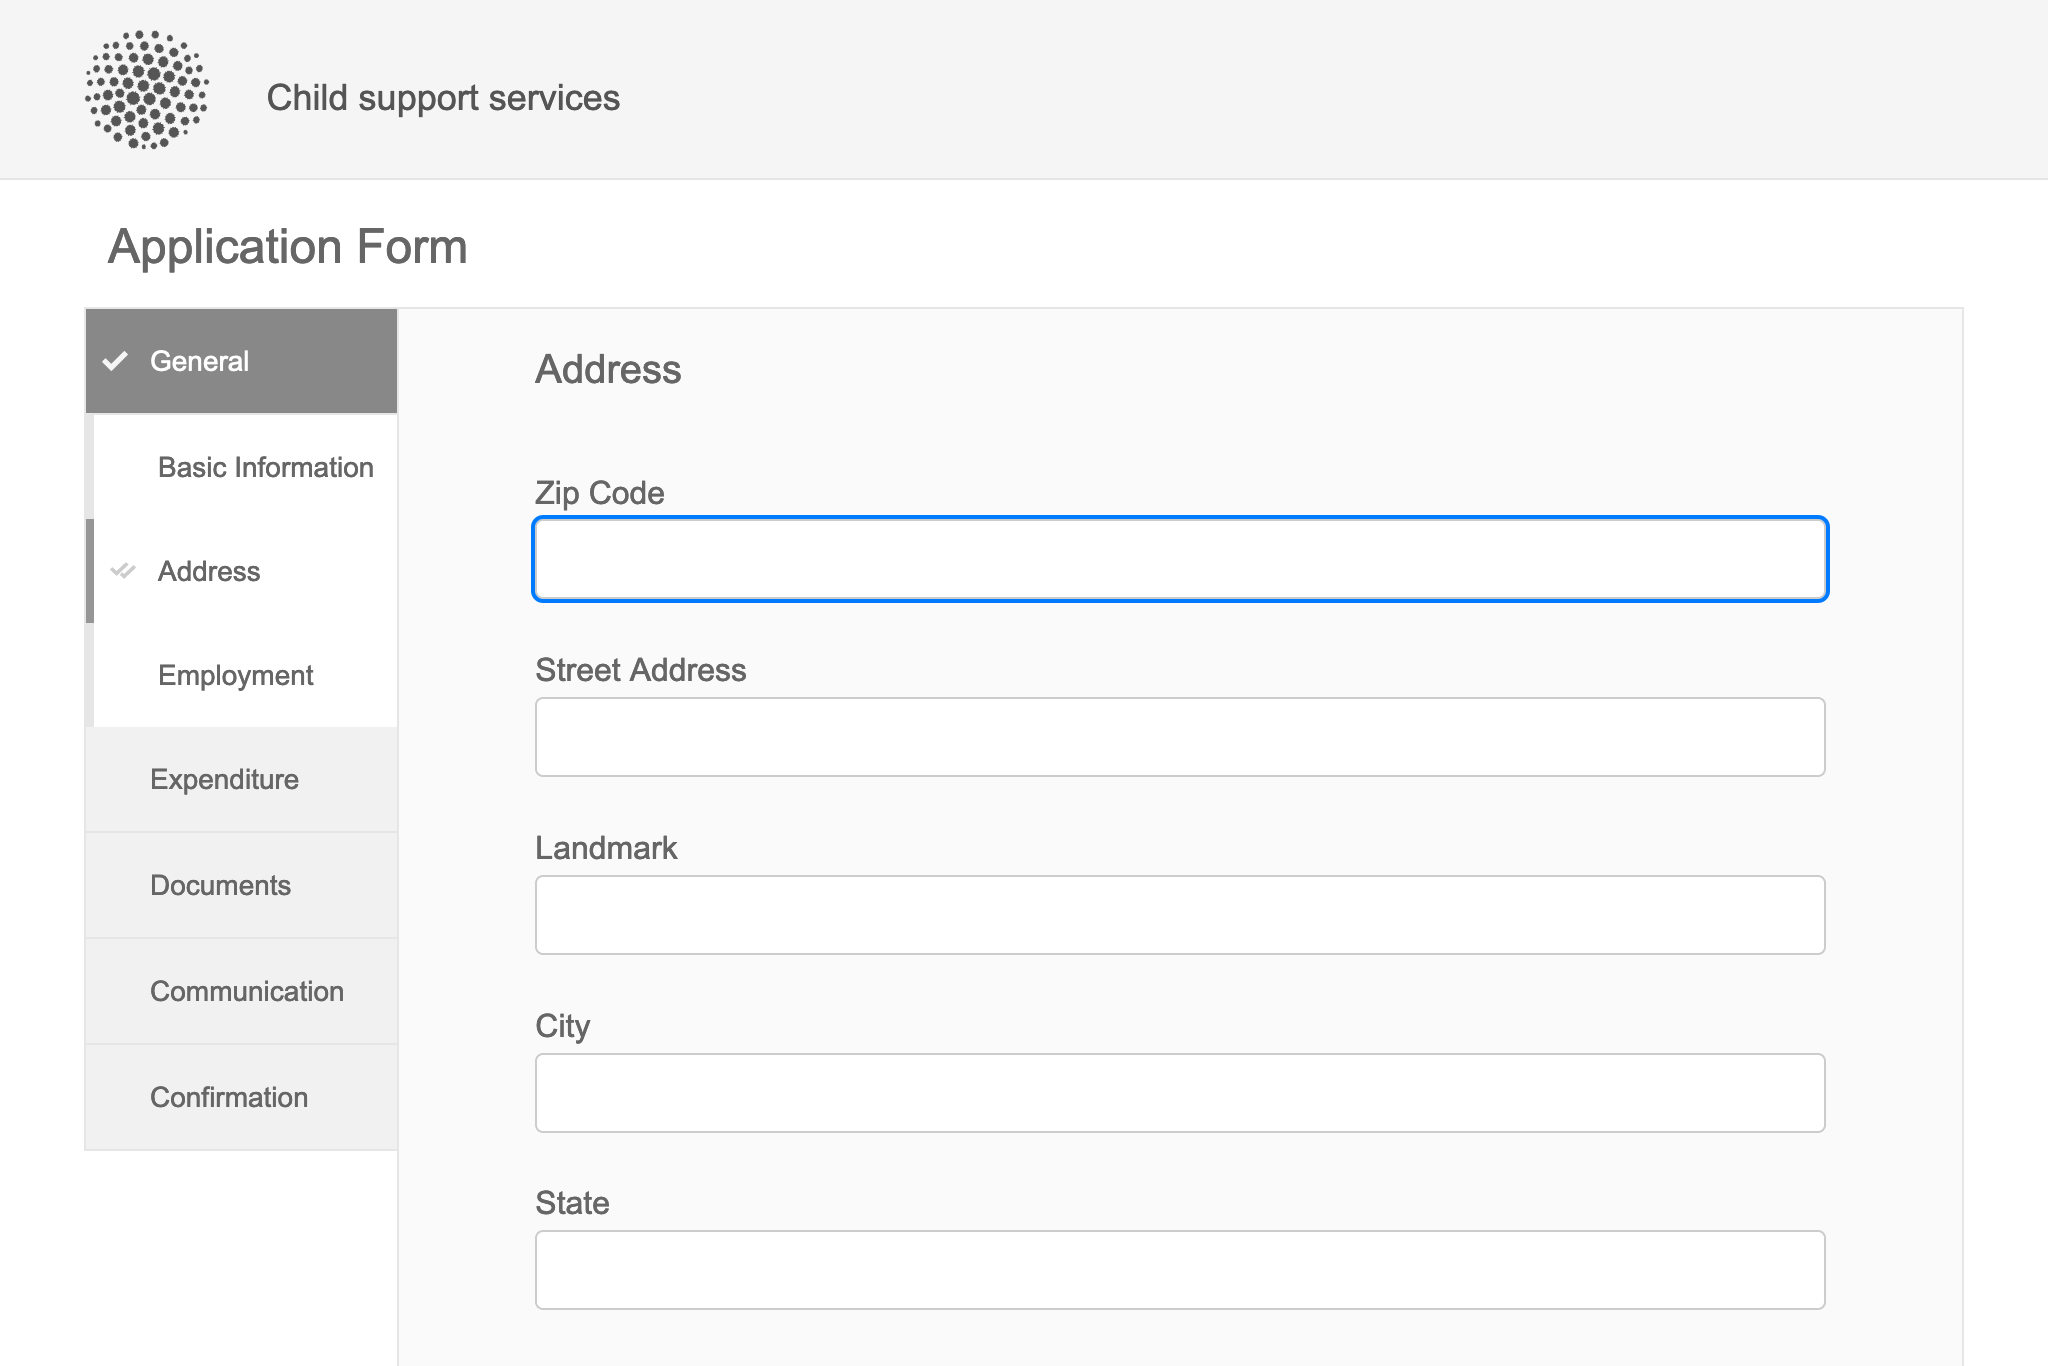 Child support services
Application Form
General
Basic Information
Address
Employment
Expenditure
Documents
Communication
Confirmation
Address
Zip Code
Street Address
Landmark
City
State